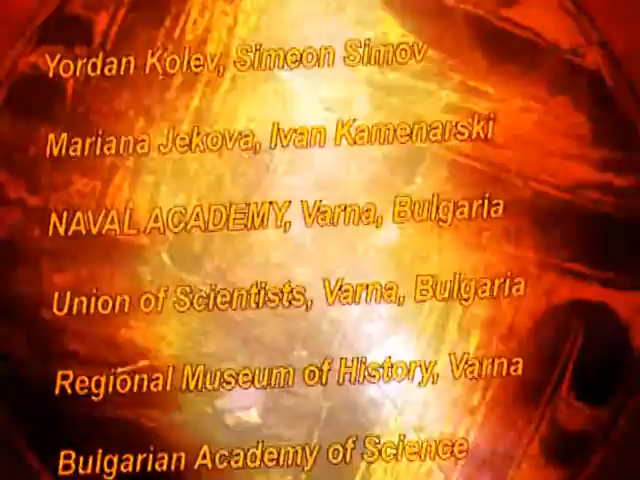 Yordan Kolev, Simeon Simov
Mariana Jekova, Ivan Kamenarski
NAVAL ACADEMY, Varna, Bulgaria
Union of Scientists, Varna, Bulgaria
Regional Museum of History, Varna
Bulgarian Academy of Science